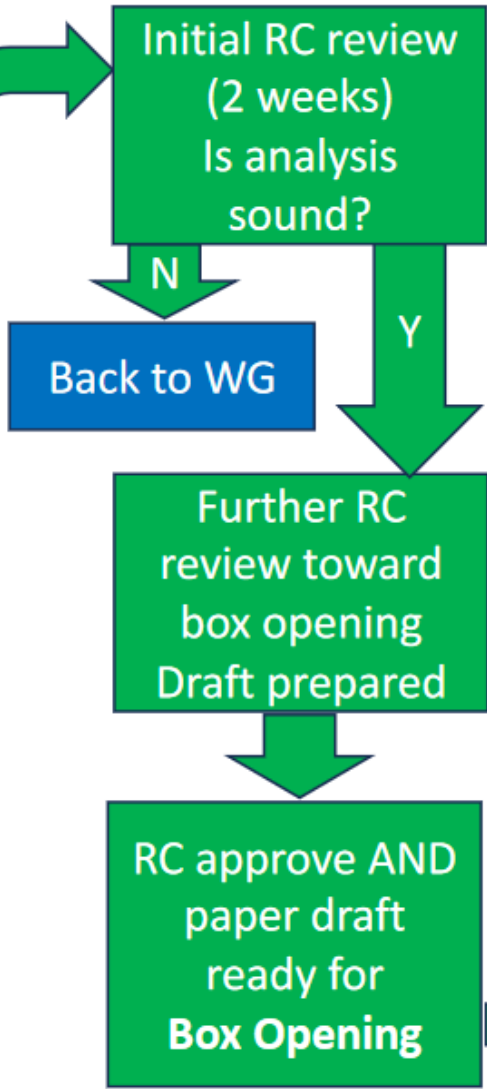 Initial RC review
(2 weeks)
Is analysis
sound?
N
Y
Back to WG
Further RC
review toward
box opening
Draft prepared
RC approve AND
paper draft
ready for
Box Opening